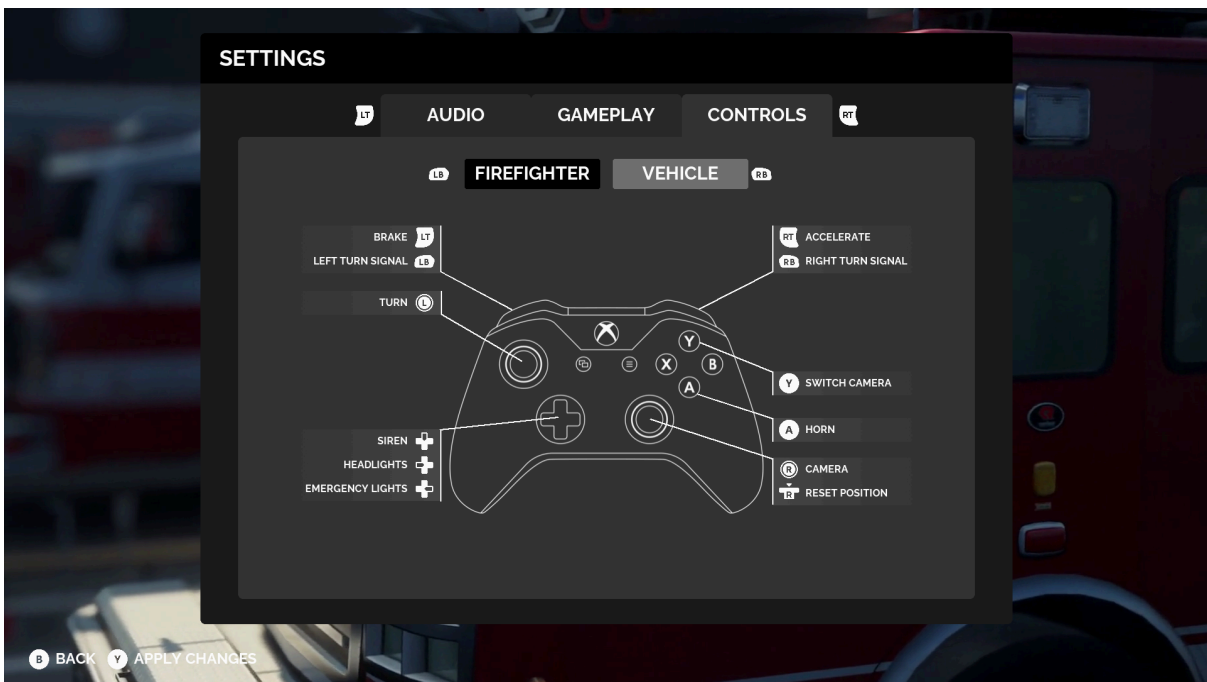 SETTINGS
LT AUDIO GAMEPLAY CONTROLS RT
LB FIREFIGHTER VEHICLE RB
BRAKE LT
LEFT TURN SIGNAL LB
TURN L
SIREN
HEADLIGHTS
EMERGENCY LIGHTS
RT ACCELERATE
RB RIGHT TURN SIGNAL
Y
X B
A
Y SWITCH CAMERA
A HORN
R CAMERA
R RESET POSITION
B BACK Y APPLY CHANGES